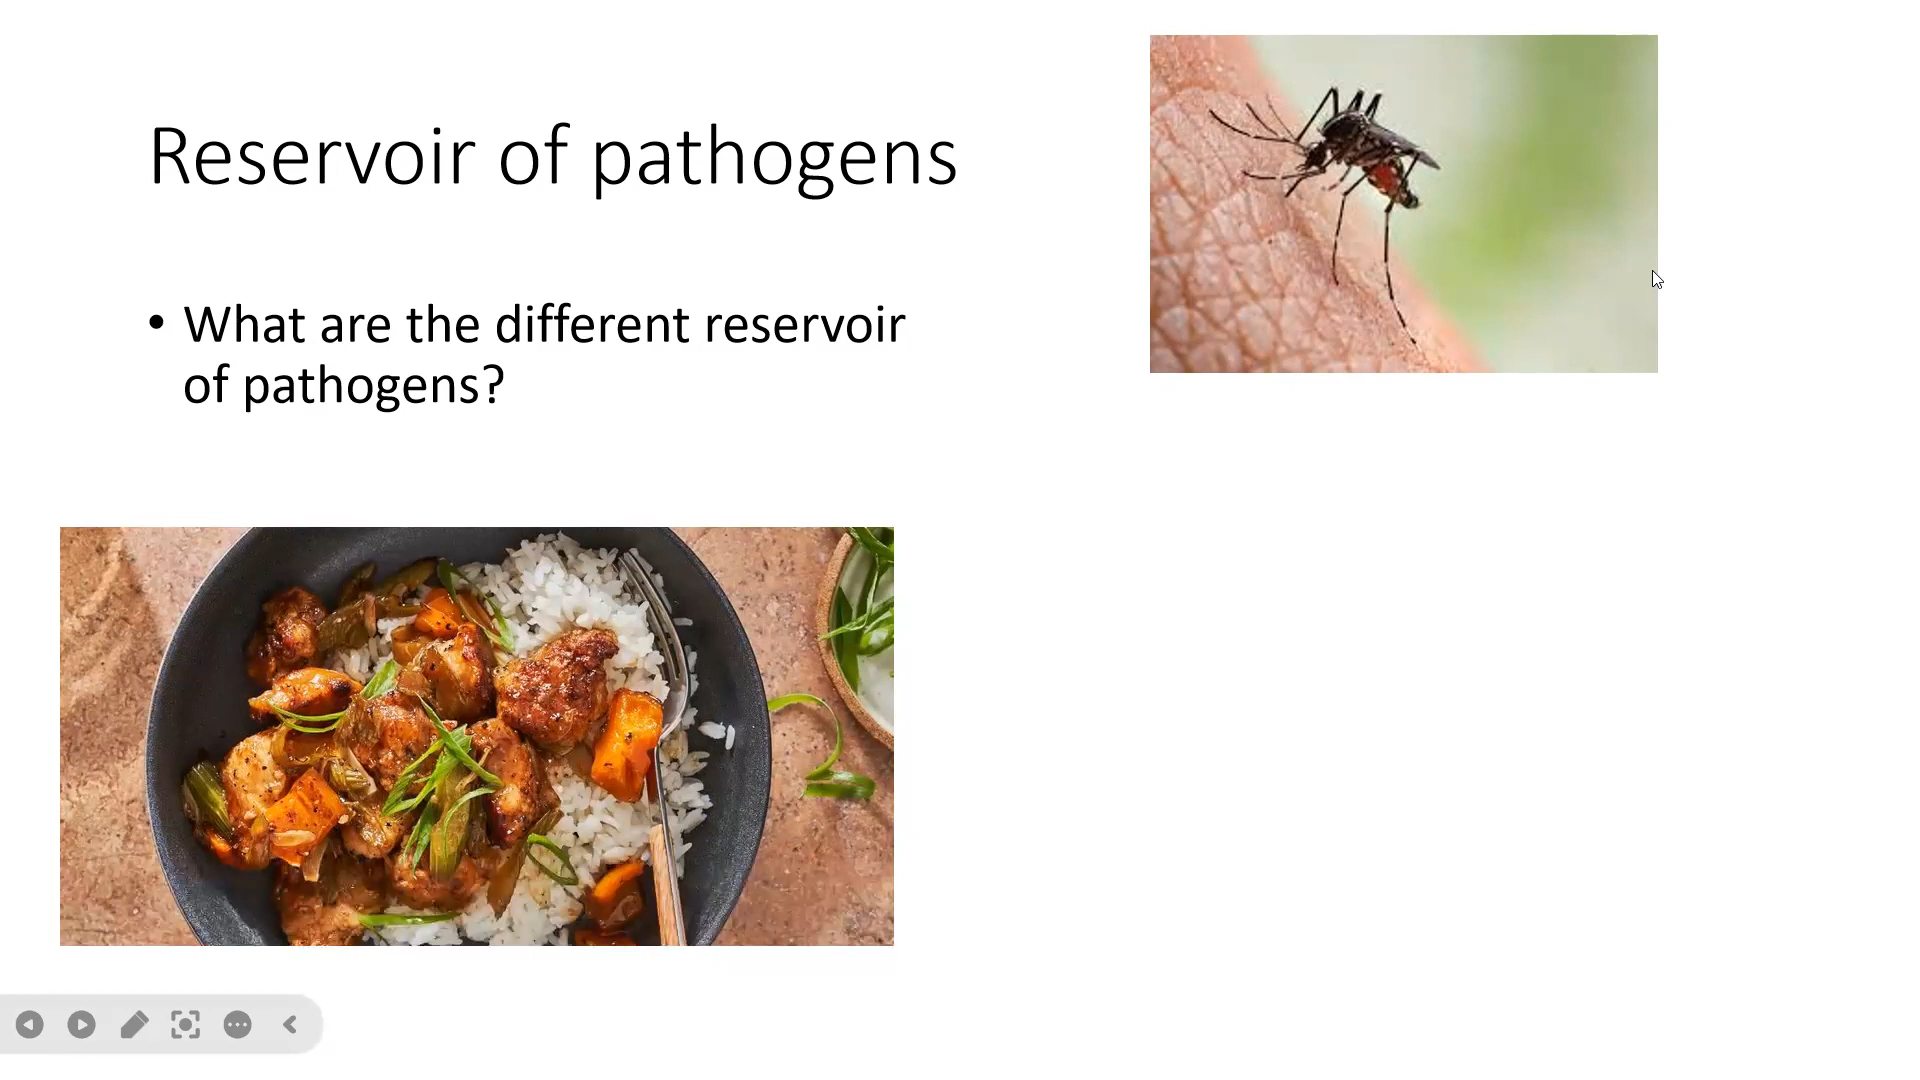 Reservoir of pathogens
• What are the different reservoir
of pathogens?